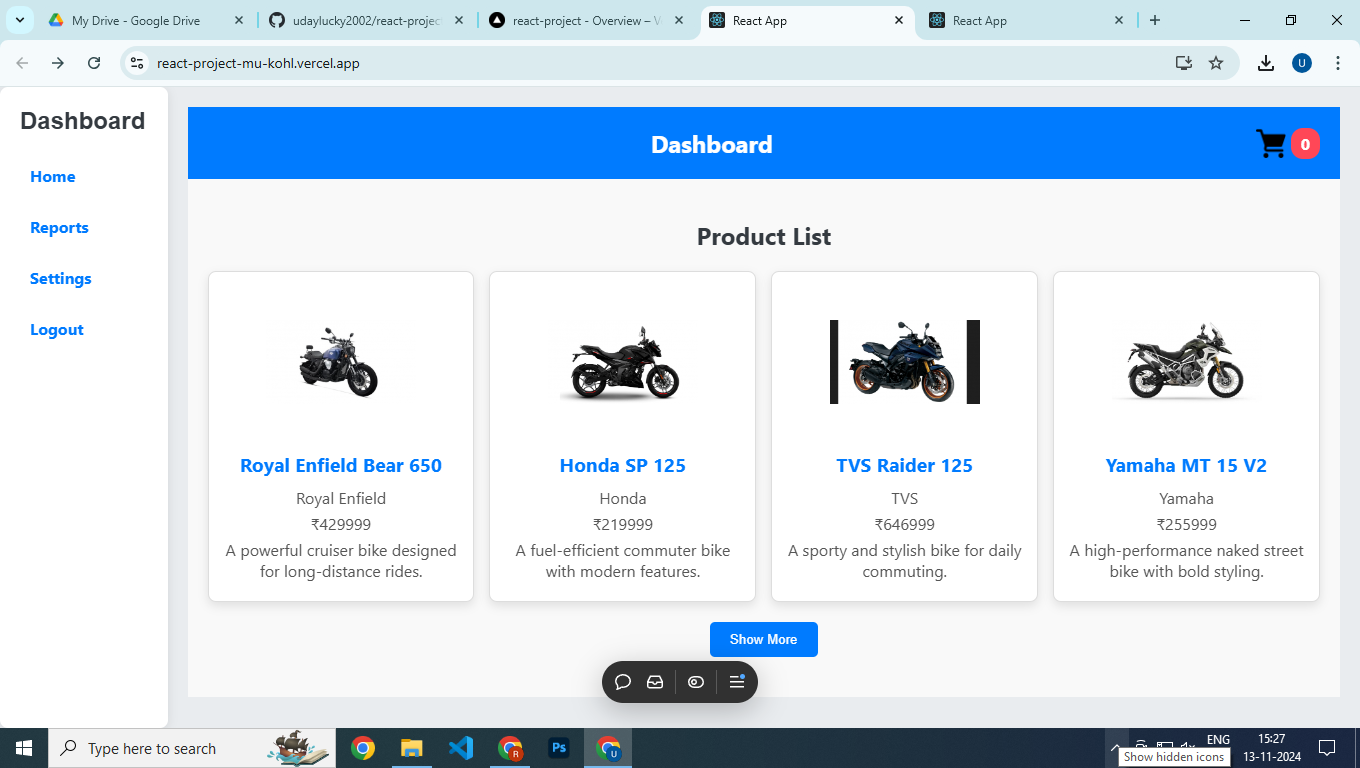 My Drive - Google Drive
udaylucky2002/react-project
react-project - Overview – V
React App
React App
react-project-mu-kohl.vercel.app
U
Dashboard
Home
Reports
Settings
Logout
Dashboard
0
Product List
Royal Enfield Bear 650
Royal Enfield
₹429999
A powerful cruiser bike designed
for long-distance rides.
Honda SP 125
Honda
₹219999
A fuel-efficient commuter bike
with modern features.
TVS Raider 125
TVS
₹646999
A sporty and stylish bike for daily
commuting.
Yamaha MT 15 V2
Yamaha
₹255999
A high-performance naked street
bike with bold styling.
Show More
Type here to search
R
Ps
U
ENG
15:27
13-11-2024
Show hidden icons